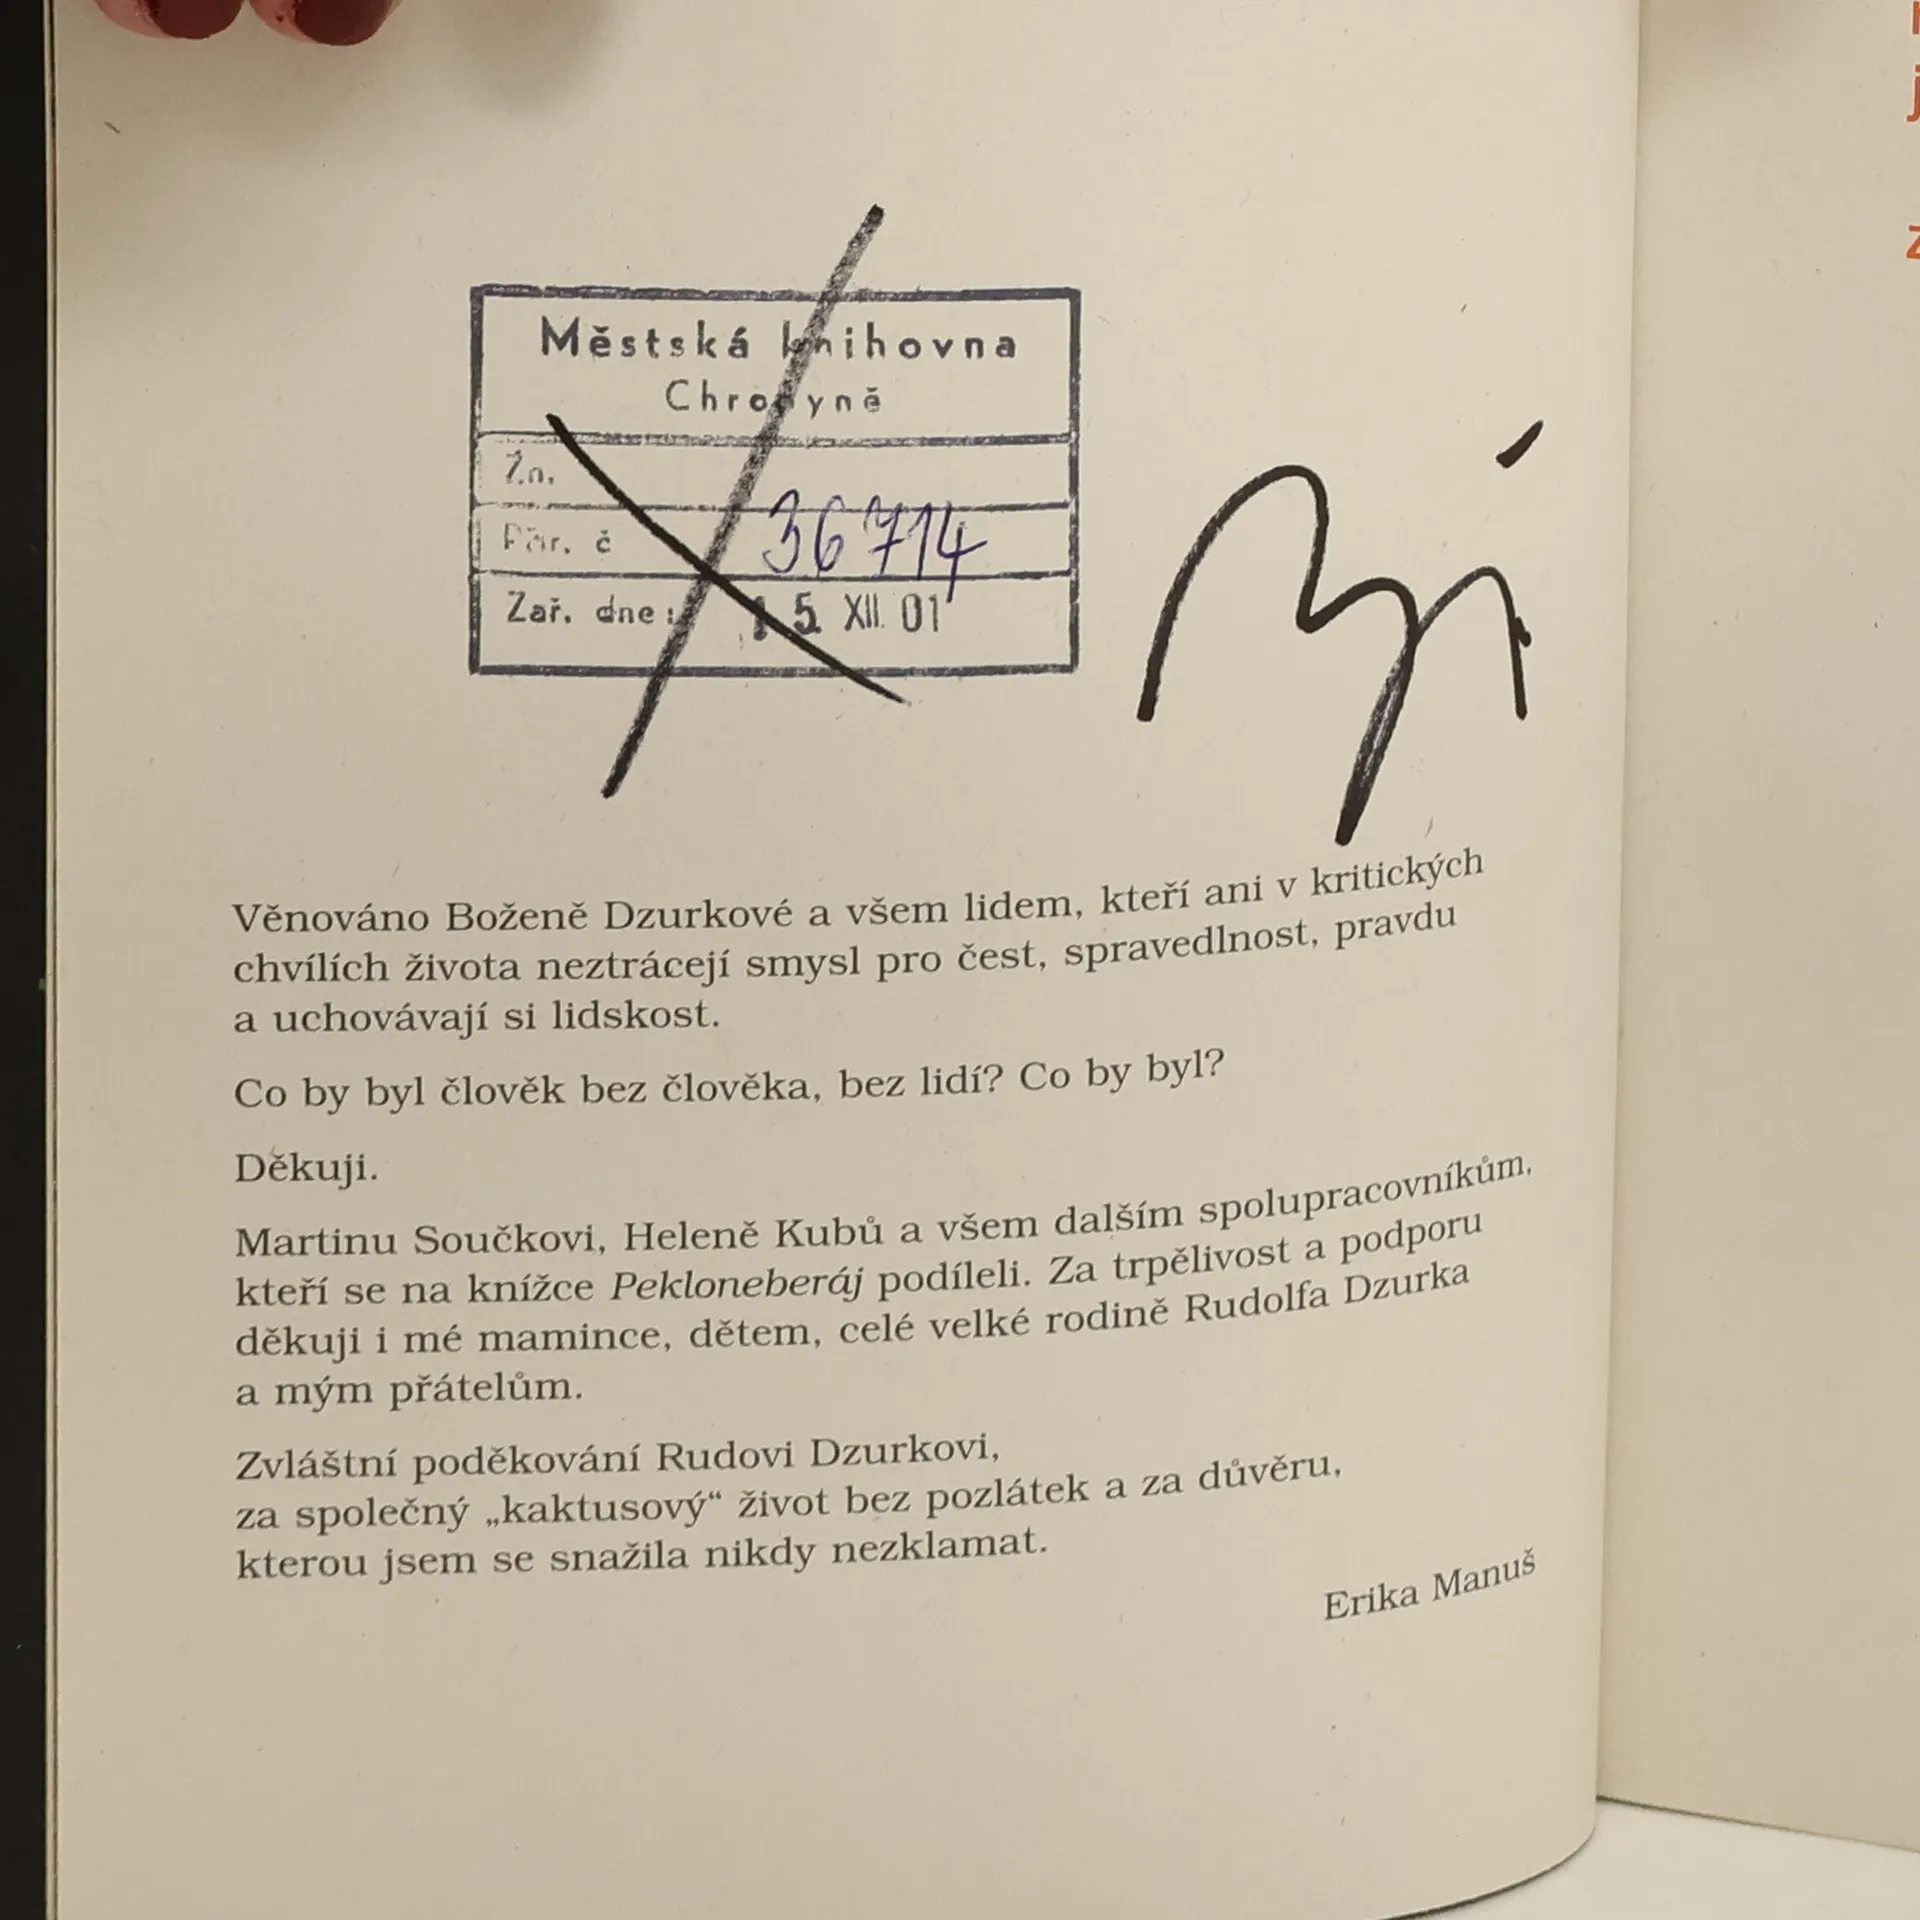 Městská knihovna
Chropyně
Zn.
Pår. č 36714
Zař. dne: 15. XII. 01
Věnováno Boženě Dzurkové a všem lidem, kteří ani v kritických
chvílích života neztrácejí smysl pro čest, spravedlnost, pravdu
a uchovávají si lidskost.
Co by byl člověk bez člověka, bez lidí? Co by byl?
Děkuji.
Martinu Součkovi, Heleně Kubů a všem dalším spolupracovníkům,
kteří se na knížce Pekloneberáj podíleli. Za trpělivost a podporu
děkuji i mé mamince, dětem, celé velké rodině Rudolfa Dzurka
a mým přátelům.
Zvláštní poděkování Rudovi Dzurkovi,
za společný „kaktusový“ život bez pozlátek a za důvěru,
kterou jsem se snažila nikdy nezklamat.
Erika Manuš